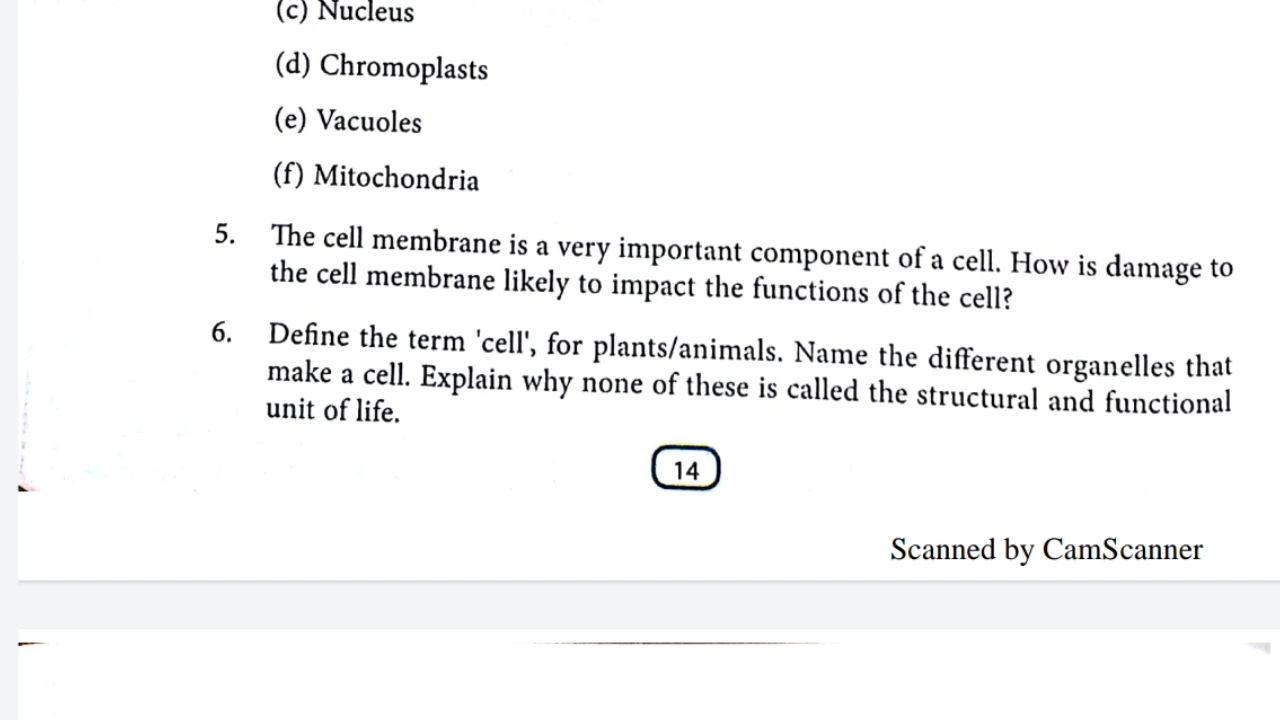 (c) Nucleus
(d) Chromoplasts
(e) Vacuoles
(f) Mitochondria
5. The cell membrane is a very important component of a cell. How is damage to
the cell membrane likely to impact the functions of the cell?
6. Define the term 'cell', for plants/animals. Name the different organelles that
make a cell. Explain why none of these is called the structural and functional
unit of life.
14
Scanned by CamScanner